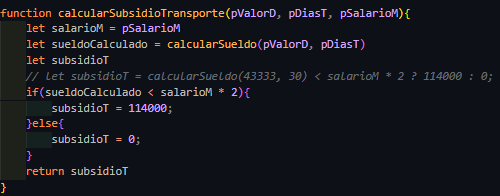 function calcularSubsidioTransporte(pValorD, pDiasT, pSalarioM){
let salarioM = pSalarioM
let sueldoCalculado = calcularSueldo(pValorD, pDiasT)
let subsidioT
// let subsidioT = calcularSueldo(43333, 30) < salarioM * 2 ? 114000 : 0;
if(sueldoCalculado < salarioM * 2){
subsidioT = 114000;
}else{
subsidioT = 0;
}
return subsidioT
}